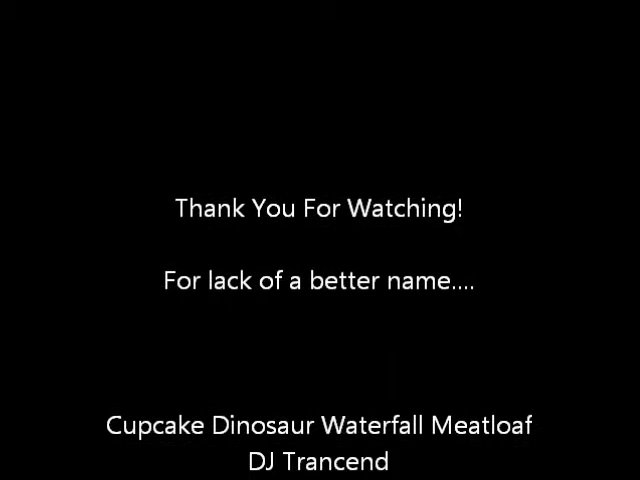 Thank You For Watching!
For lack of a better name....
Cupcake Dinosaur Waterfall Meatloaf
DJ Trancend